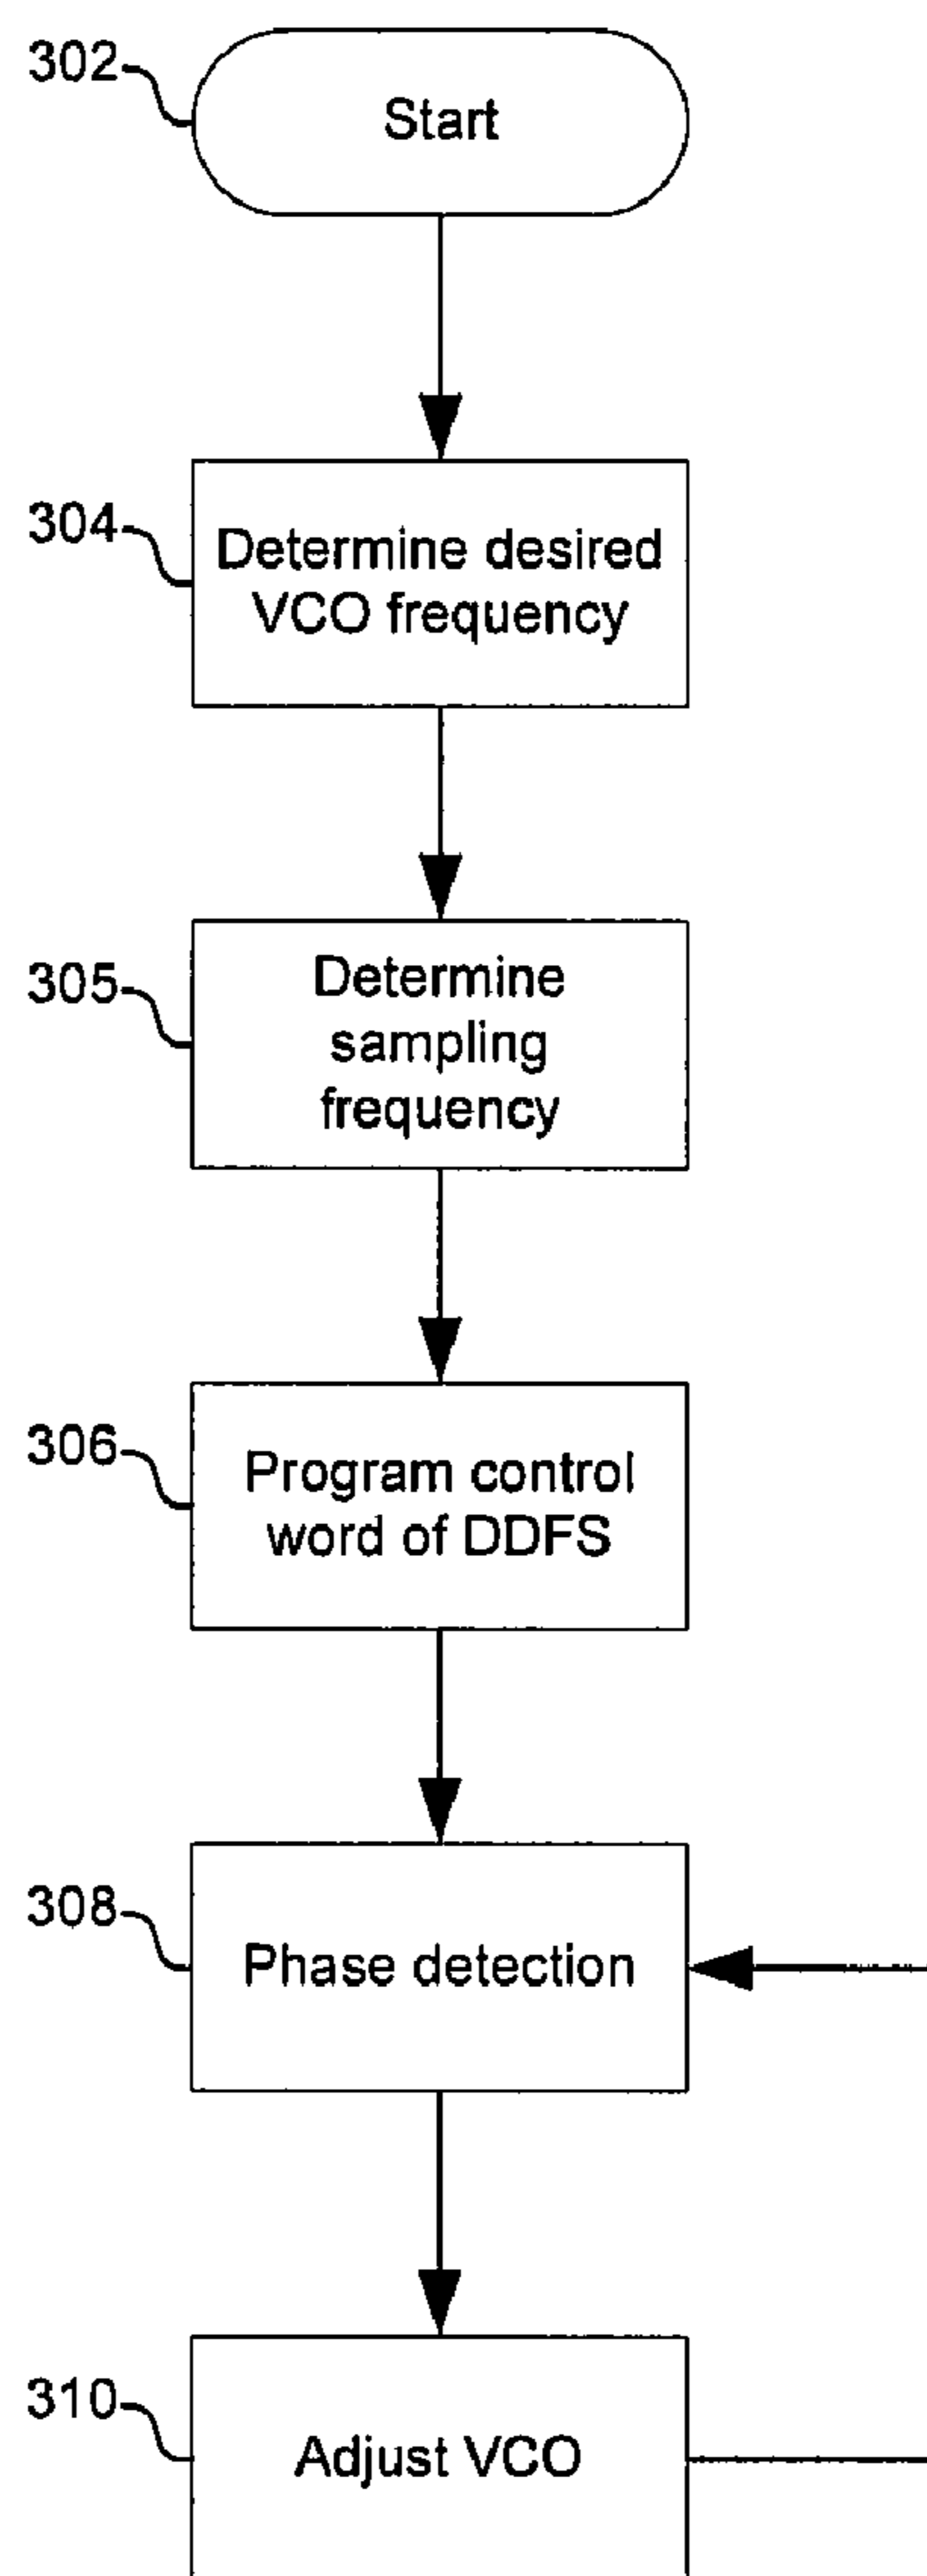 302
Start
304
Determine desired
VCO frequency
305
Determine
sampling
frequency
306
Program control
word of DDFS
308
Phase detection
310
Adjust VCO